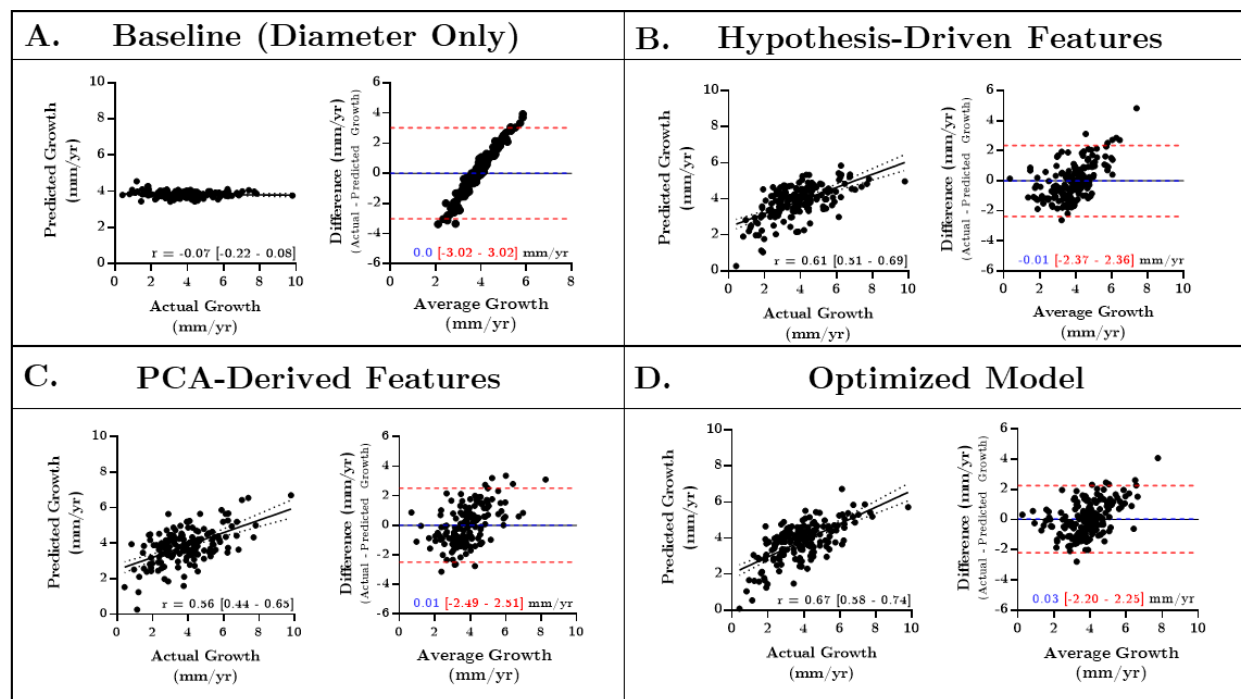 A. Baseline (Diameter Only)
10
8
6
4
2
0
0 2 4 6 8 10
Predicted Growth
(mm/yr)
r = -0.07 [-0.22 - 0.08]
Actual Growth
(mm/yr)
6
4
2
0
-2
-4
-6
0 2 4 6 8
Difference (mm/yr)
(Actual - Predicted Growth)
0.0 [-3.02 - 3.02] mm/yr
Average Growth
(mm/yr)
B. Hypothesis-Driven Features
10
8
6
4
2
0
0 2 4 6 8 10
Predicted Growth
(mm/yr)
r = 0.61 [0.51 - 0.69]
Actual Growth
(mm/yr)
6
4
2
0
-2
-4
-6
0 2 4 6 8 10
Difference (mm/yr)
(Actual - Predicted Growth)
-0.01 [-2.37 - 2.36] mm/yr
Average Growth
(mm/yr)
C. PCA-Derived Features
10
8
6
4
2
0
0 2 4 6 8 10
Predicted Growth
(mm/yr)
r = 0.56 [0.44 - 0.65]
Actual Growth
(mm/yr)
6
4
2
0
-2
-4
-6
0 2 4 6 8 10
Difference (mm/yr)
(Actual - Predicted Growth)
0.01 [-2.49 - 2.51] mm/yr
Average Growth
(mm/yr)
D. Optimized Model
10
8
6
4
2
0
0 2 4 6 8 10
Predicted Growth
(mm/yr)
r = 0.67 [0.58 - 0.74]
Actual Growth
(mm/yr)
6
4
2
0
-2
-4
-6
0 2 4 6 8 10
Difference (mm/yr)
(Actual - Predicted Growth)
0.03 [-2.20 - 2.25] mm/yr
Average Growth
(mm/yr)